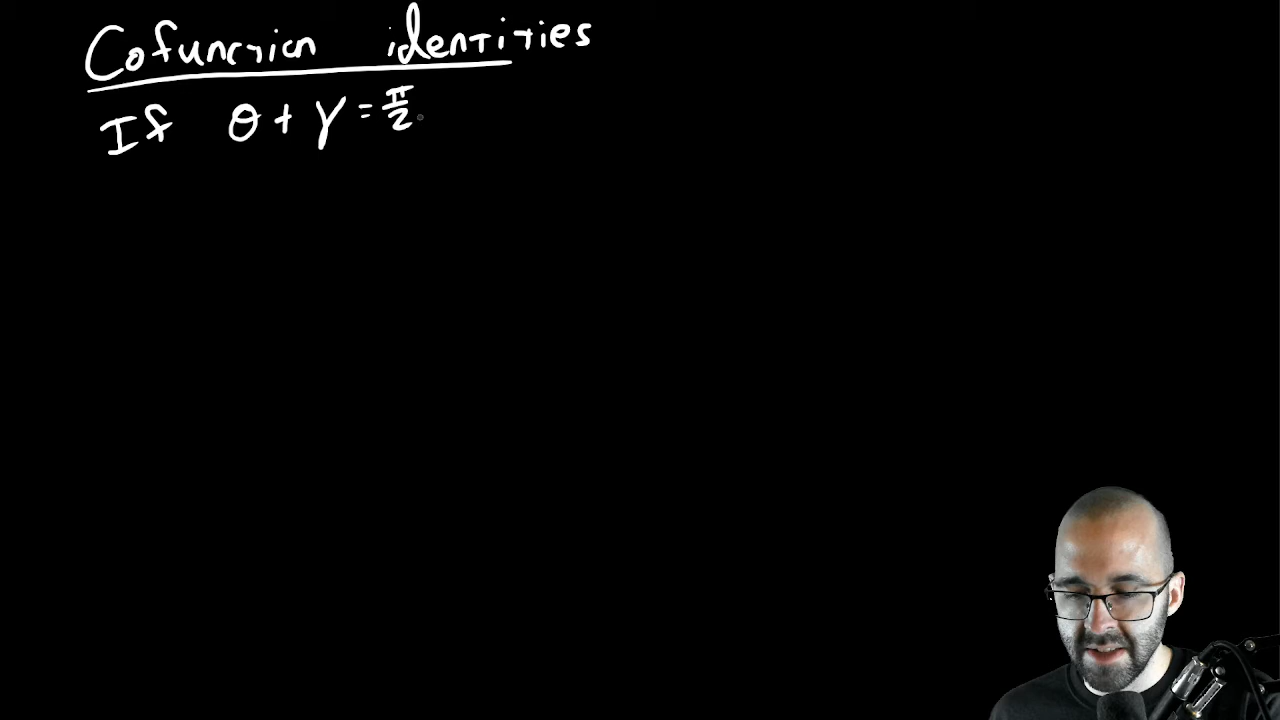 Cofunction identities
If θ + γ = π/2